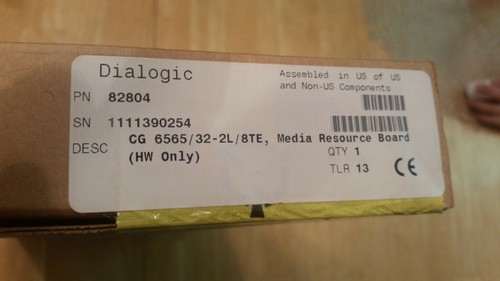 Dialogic
Assembled in US of US
and Non-US Components
PN 82804
SN 1111390254
DESC CG 6565/32-2L/8TE, Media Resource Board
(HW Only)
QTY 1
TLR 13 CE